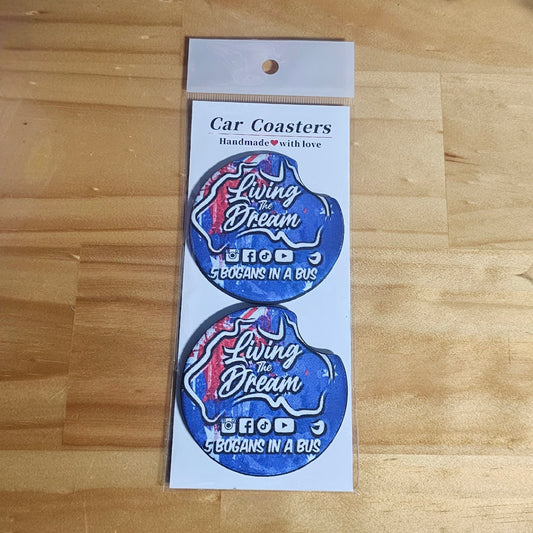 Car Coasters
Handmade❤with love
Living
The
Dream
5 BOGANS IN A BUS
Living
The
Dream
5 BOGANS IN A BUS